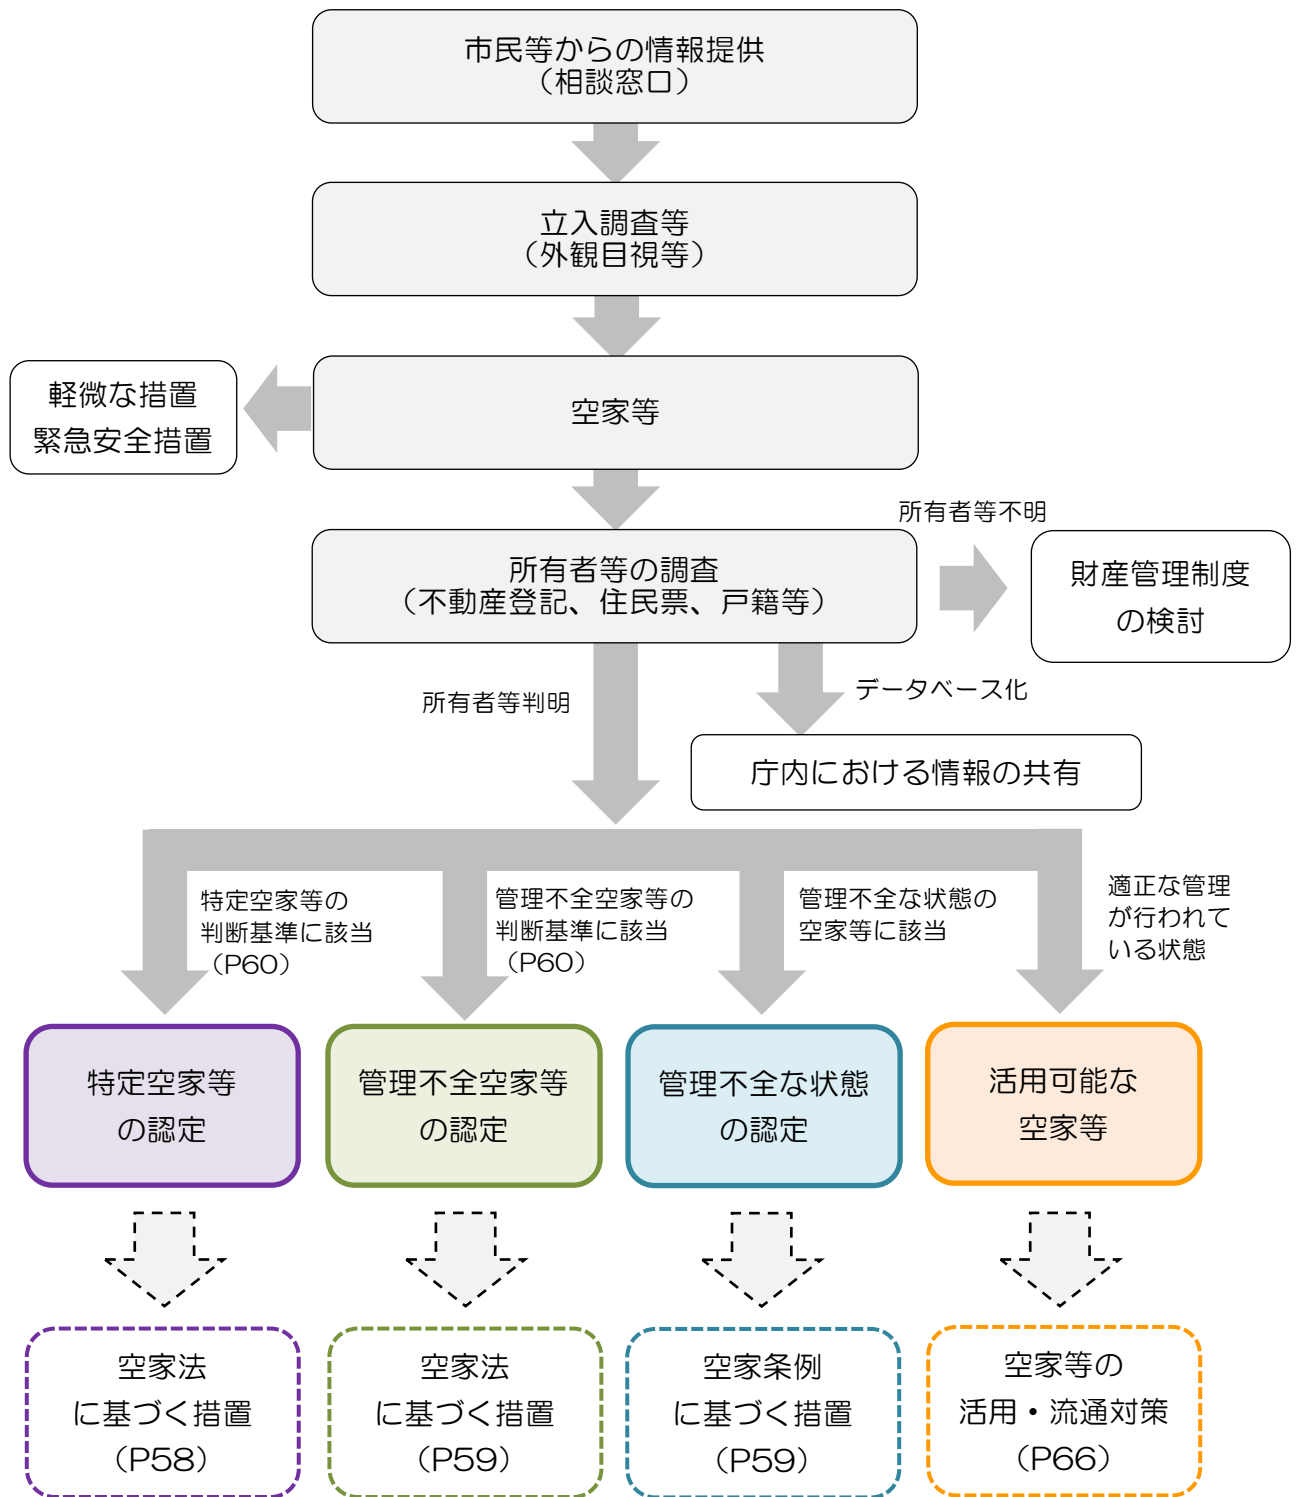 市民等からの情報提供
（相談窓口）
立入調査等
（外観目視等）
軽微な措置
緊急安全措置
空家等
所有者等の調査
（不動産登記、住民票、戸籍等）
所有者等不明
財産管理制度
の検討
所有者等判明
データベース化
庁内における情報の共有
特定空家等の
判断基準に該当
（P60）
管理不全空家等の
判断基準に該当
（P60）
管理不全な状態の
空家等に該当
適正な管理
が行われて
いる状態
特定空家等
の認定
管理不全空家等
の認定
管理不全な状態
の認定
活用可能な
空家等
空家法
に基づく措置
（P58）
空家法
に基づく措置
（P59）
空家条例
に基づく措置
（P59）
空家等の
活用・流通対策
（P66）